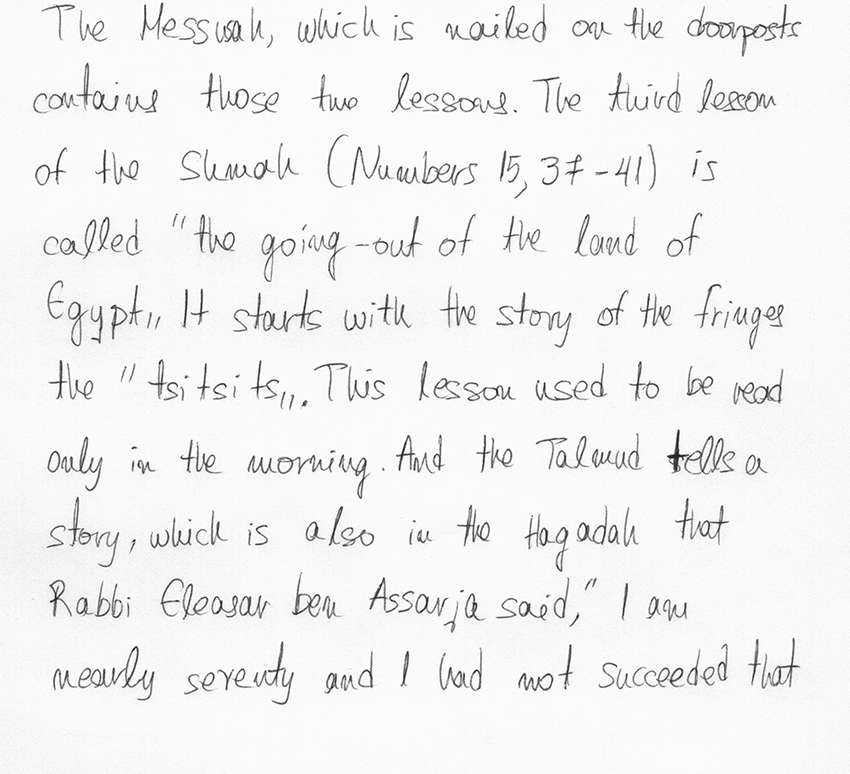 The Messusah, which is nailed on the doorposts
contains those two lessons. The third lesson
of the Shmah (Numbers 15, 37-41) is
called "the going-out of the land of
Egypt„ It starts with the story of the fringes
the "tsitsits„. This lesson used to be read
only in the morning. And the Talmud tells a
story, which is also in the Hagadah that
Rabbi Eleasar ben Assarja said," I am
nearly seventy and I had not succeeded that